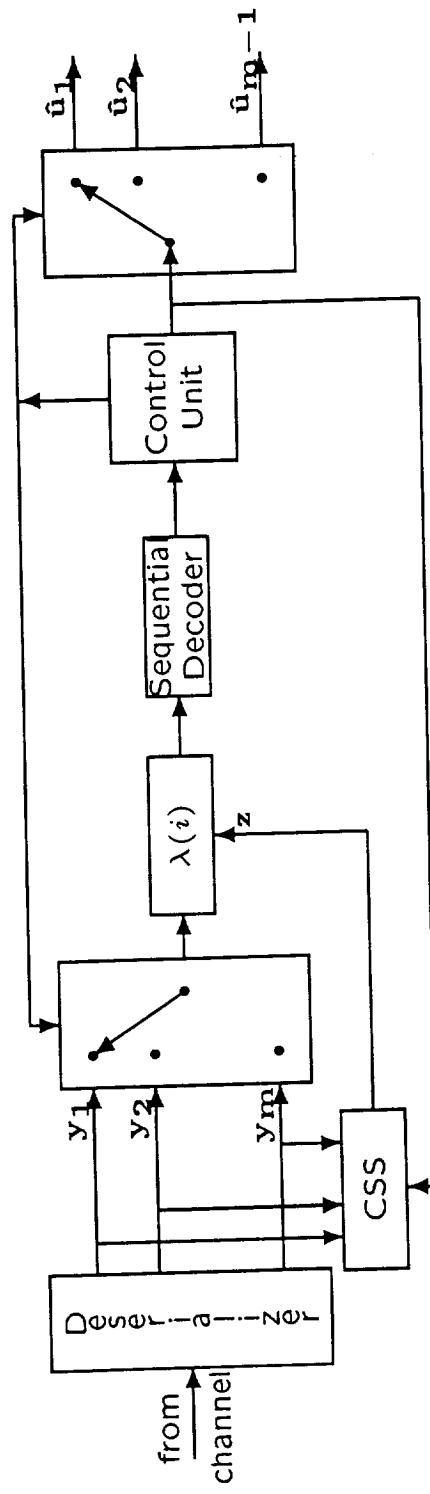 from
channel
Deserializer
y₁
y₂
yₘ
CSS
λ(i)
z
Sequential
Decoder
Control
Unit
û₁
û₂
ûₘ₋₁